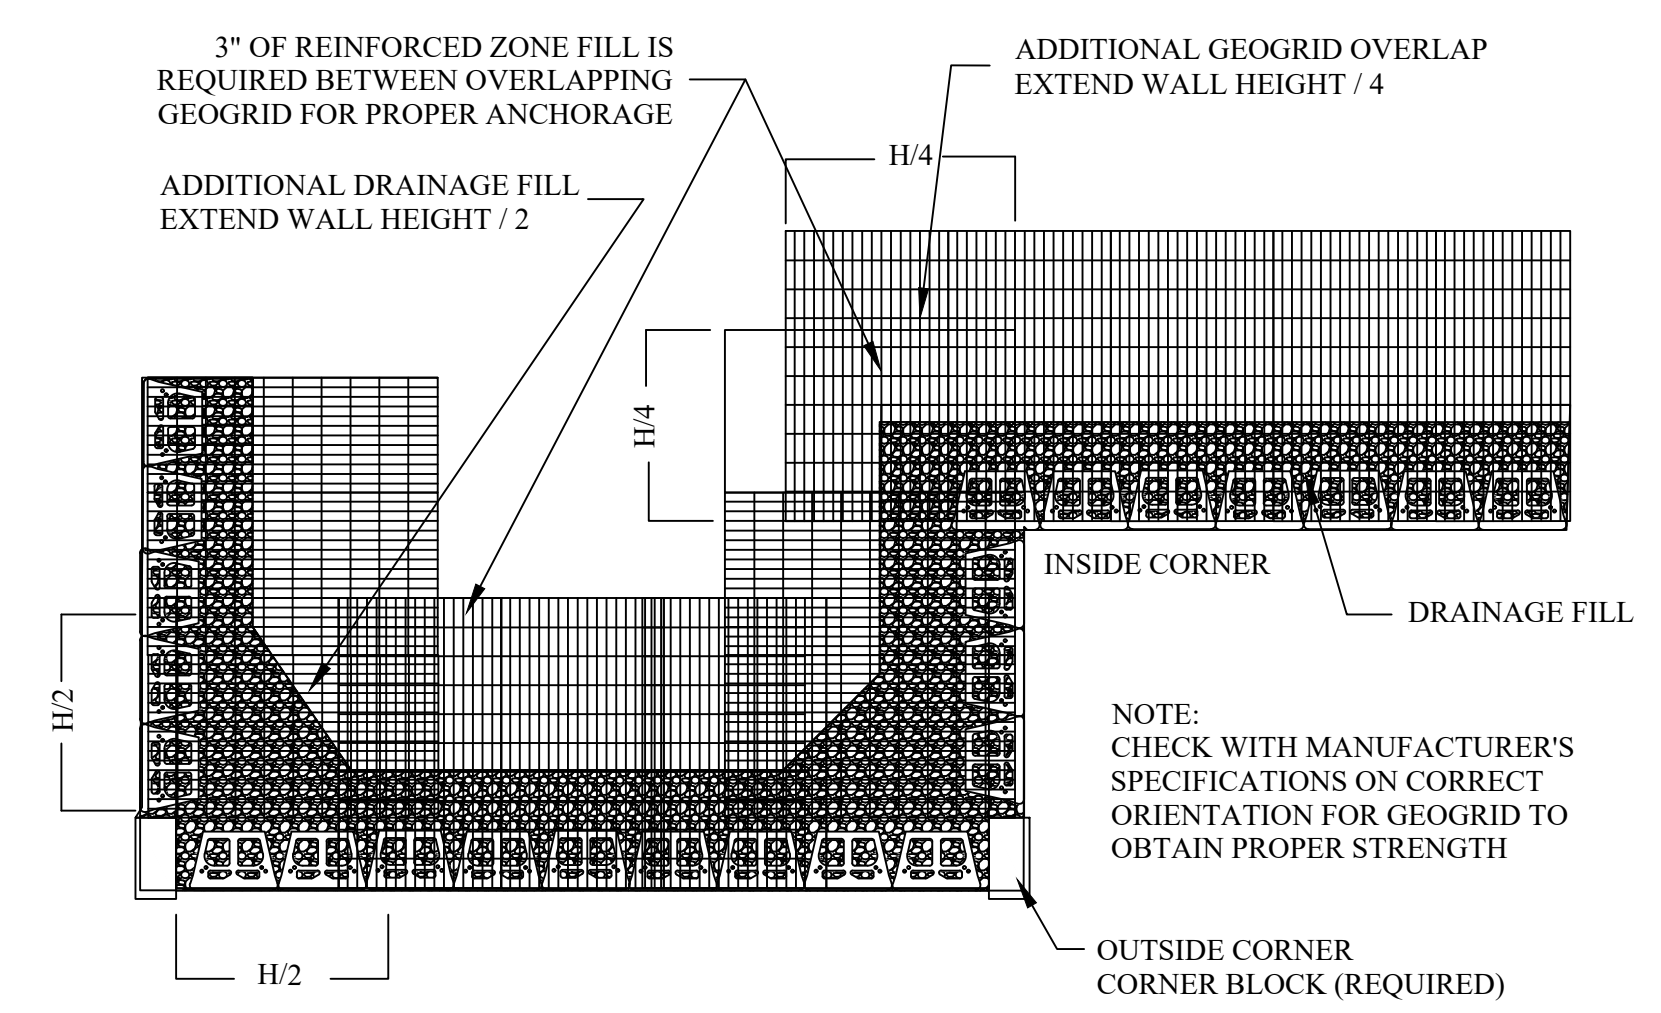 3" OF REINFORCED ZONE FILL IS
REQUIRED BETWEEN OVERLAPPING
GEOGRID FOR PROPER ANCHORAGE
ADDITIONAL GEOGRID OVERLAP
EXTEND WALL HEIGHT / 4
H/4
ADDITIONAL DRAINAGE FILL
EXTEND WALL HEIGHT / 2
H/4
INSIDE CORNER
DRAINAGE FILL
H/2
NOTE:
CHECK WITH MANUFACTURER'S
SPECIFICATIONS ON CORRECT
ORIENTATION FOR GEOGRID TO
OBTAIN PROPER STRENGTH
OUTSIDE CORNER
CORNER BLOCK (REQUIRED)
H/2